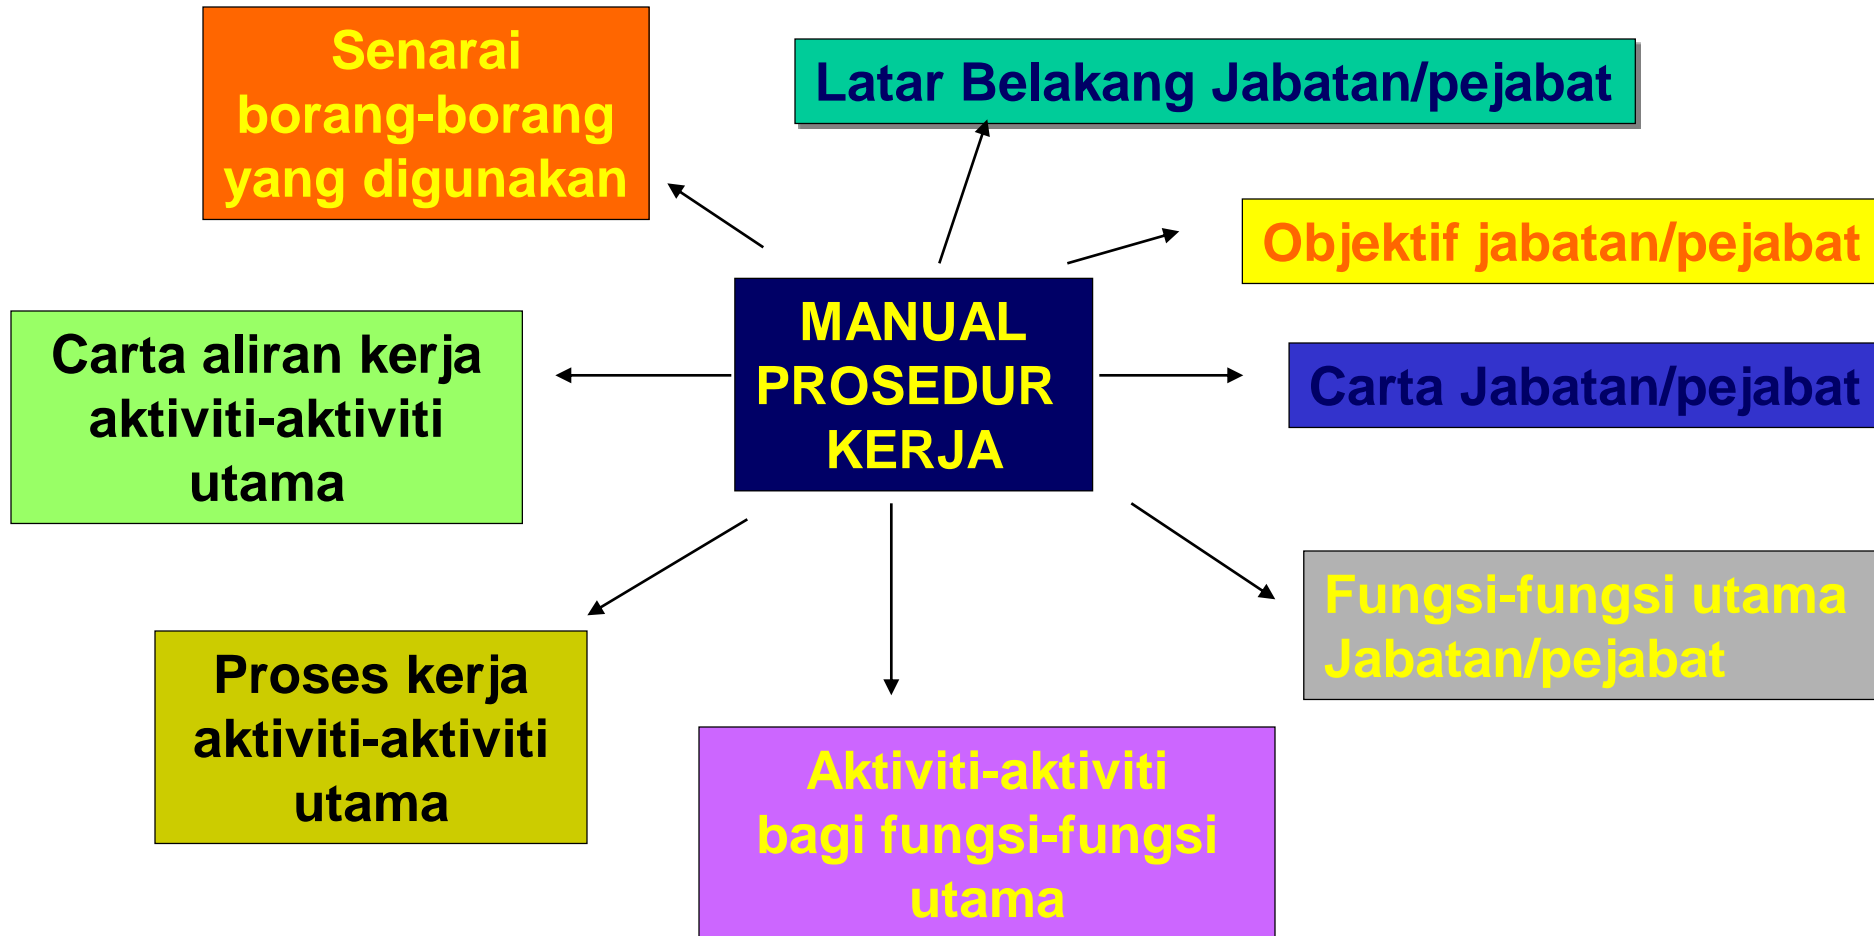 Senarai
borang-borang
yang digunakan
Latar Belakang Jabatan/pejabat
Objektif jabatan/pejabat
MANUAL
PROSEDUR
KERJA
Carta aliran kerja
aktiviti-aktiviti
utama
Carta Jabatan/pejabat
Fungsi-fungsi utama
Jabatan/pejabat
Proses kerja
aktiviti-aktiviti
utama
Aktiviti-aktiviti
bagi fungsi-fungsi
utama